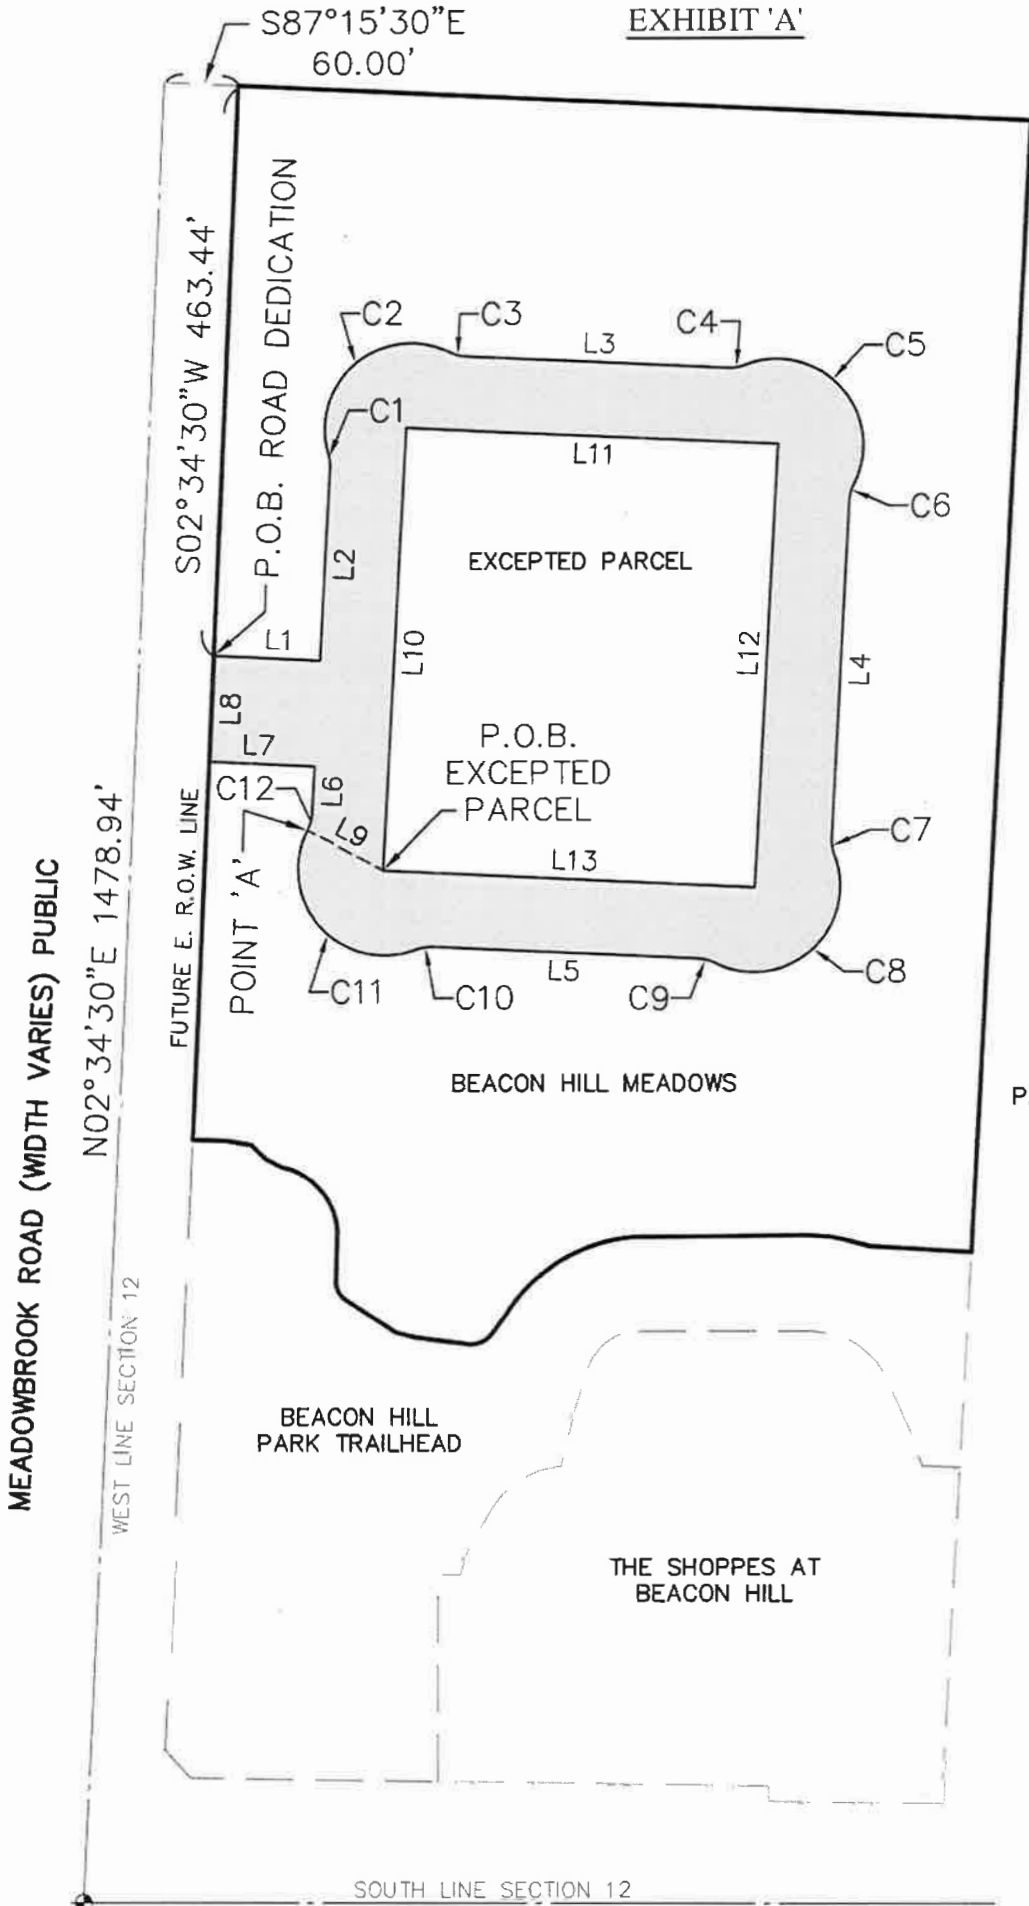 EXHIBIT 'A'
S87°15'30"E
60.00'
S02°34'30"W 463.44'
P.O.B. ROAD DEDICATION
C2
C3
L3
C4
C5
C1
L11
C6
L2
EXCEPTED PARCEL
L1
L10
L12
L4
L8
L7
P.O.B.
EXCEPTED
PARCEL
C12
L6
L9
L13
C7
POINT 'A'
FUTURE E. R.O.W. LINE
C11
C10
L5
C9
C8
MEADOWBROOK ROAD (WIDTH VARIES) PUBLIC
N02°34'30"E 1478.94'
BEACON HILL MEADOWS
P
WEST LINE SECTION 12
BEACON HILL
PARK TRAILHEAD
THE SHOPPES AT
BEACON HILL
SOUTH LINE SECTION 12